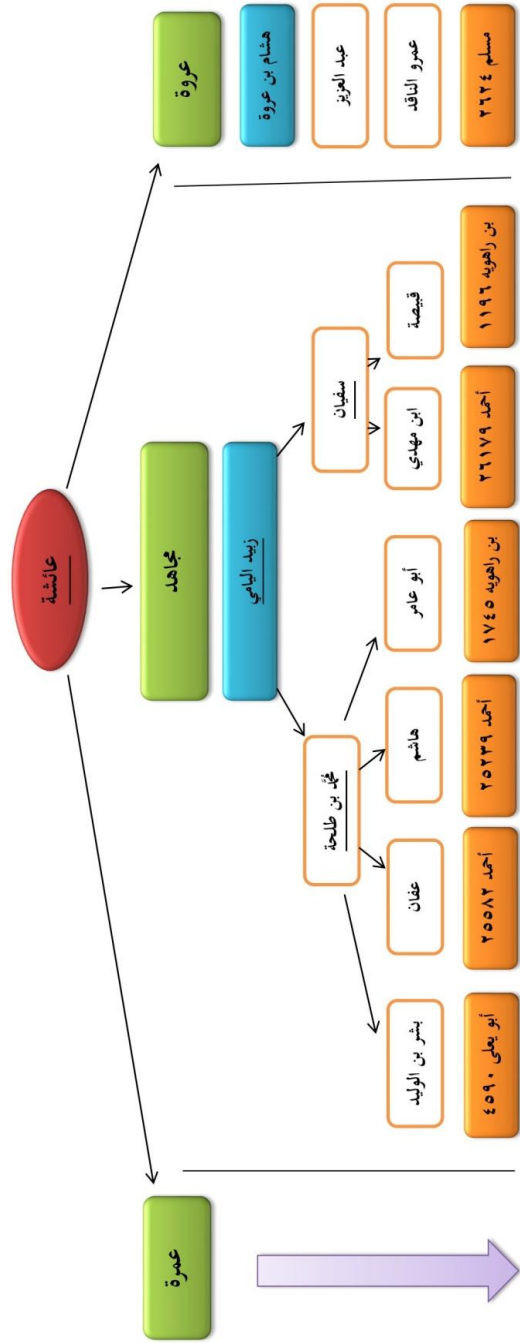 عائشة
عروة
مجاهد
عمرة
هشام بن عروة
زبيد اليامي
عبد العزيز
سفيان
محمد بن طلحة
عمرو الناقد
قبيصة
ابن مهدي
أبو عامر
هاشم
عفان
بشر بن الوليد
مسلم ٢٦٢٤
بن راهويه ١١٩٦
أحمد ٢٦١٧٩
بن راهويه ١٧٤٥
أحمد ٢٥٢٣٩
أحمد ٢٥٥٨٢
أبو يعلى ٤٥٩٠